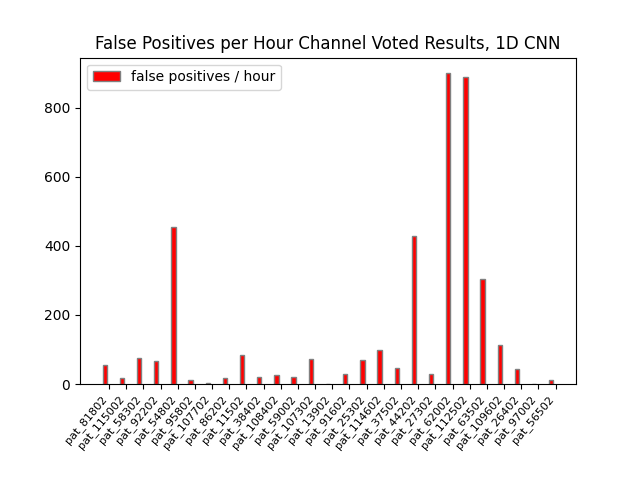 False Positives per Hour Channel Voted Results, 1D CNN
false positives / hour
800
600
400
200
0
pat_81802
pat_115002
pat_58302
pat_92202
pat_54802
pat_95802
pat_107702
pat_86202
pat_11502
pat_38402
pat_108402
pat_59002
pat_107302
pat_13902
pat_91602
pat_25302
pat_114602
pat_37502
pat_44202
pat_27302
pat_62002
pat_112502
pat_63502
pat_109602
pat_26402
pat_97002
pat_56502